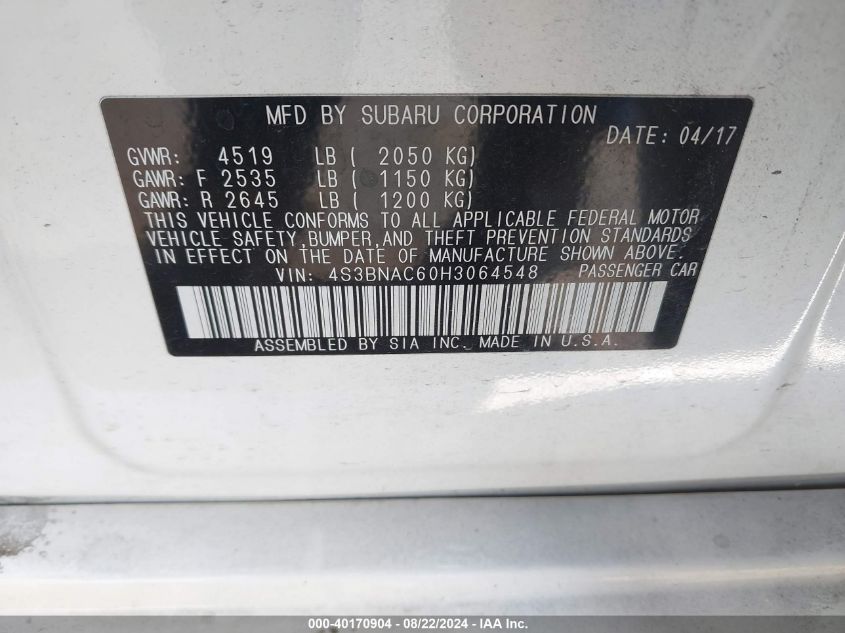 MFD BY SUBARU CORPORATION
DATE: 04/17
GVWR: 4519 LB ( 2050 KG)
GAWR: F 2535 LB ( 1150 KG)
GAWR: R 2645 LB ( 1200 KG)
THIS VEHICLE CONFORMS TO ALL APPLICABLE FEDERAL MOTOR
VEHICLE SAFETY,BUMPER,AND THEFT PREVENTION STANDARDS
IN EFFECT ON THE DATE OF MANUFACTURE SHOWN ABOVE.
VIN: 4S3BNAC60H3064548 PASSENGER CAR
ASSEMBLED BY SIA INC. MADE IN U.S.A.
000-40170904 - 08/22/2024 - IAA Inc.